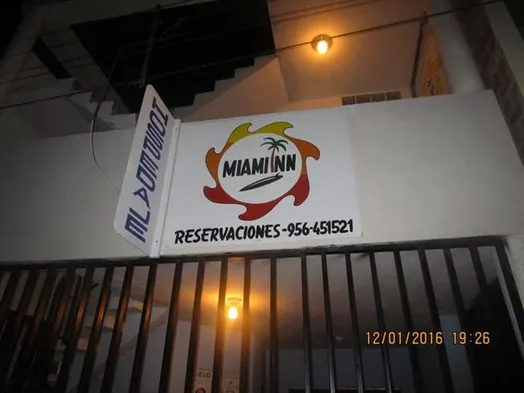 MIAMI INN
RESERVACIONES-956-451521
12/01/2016 19:26